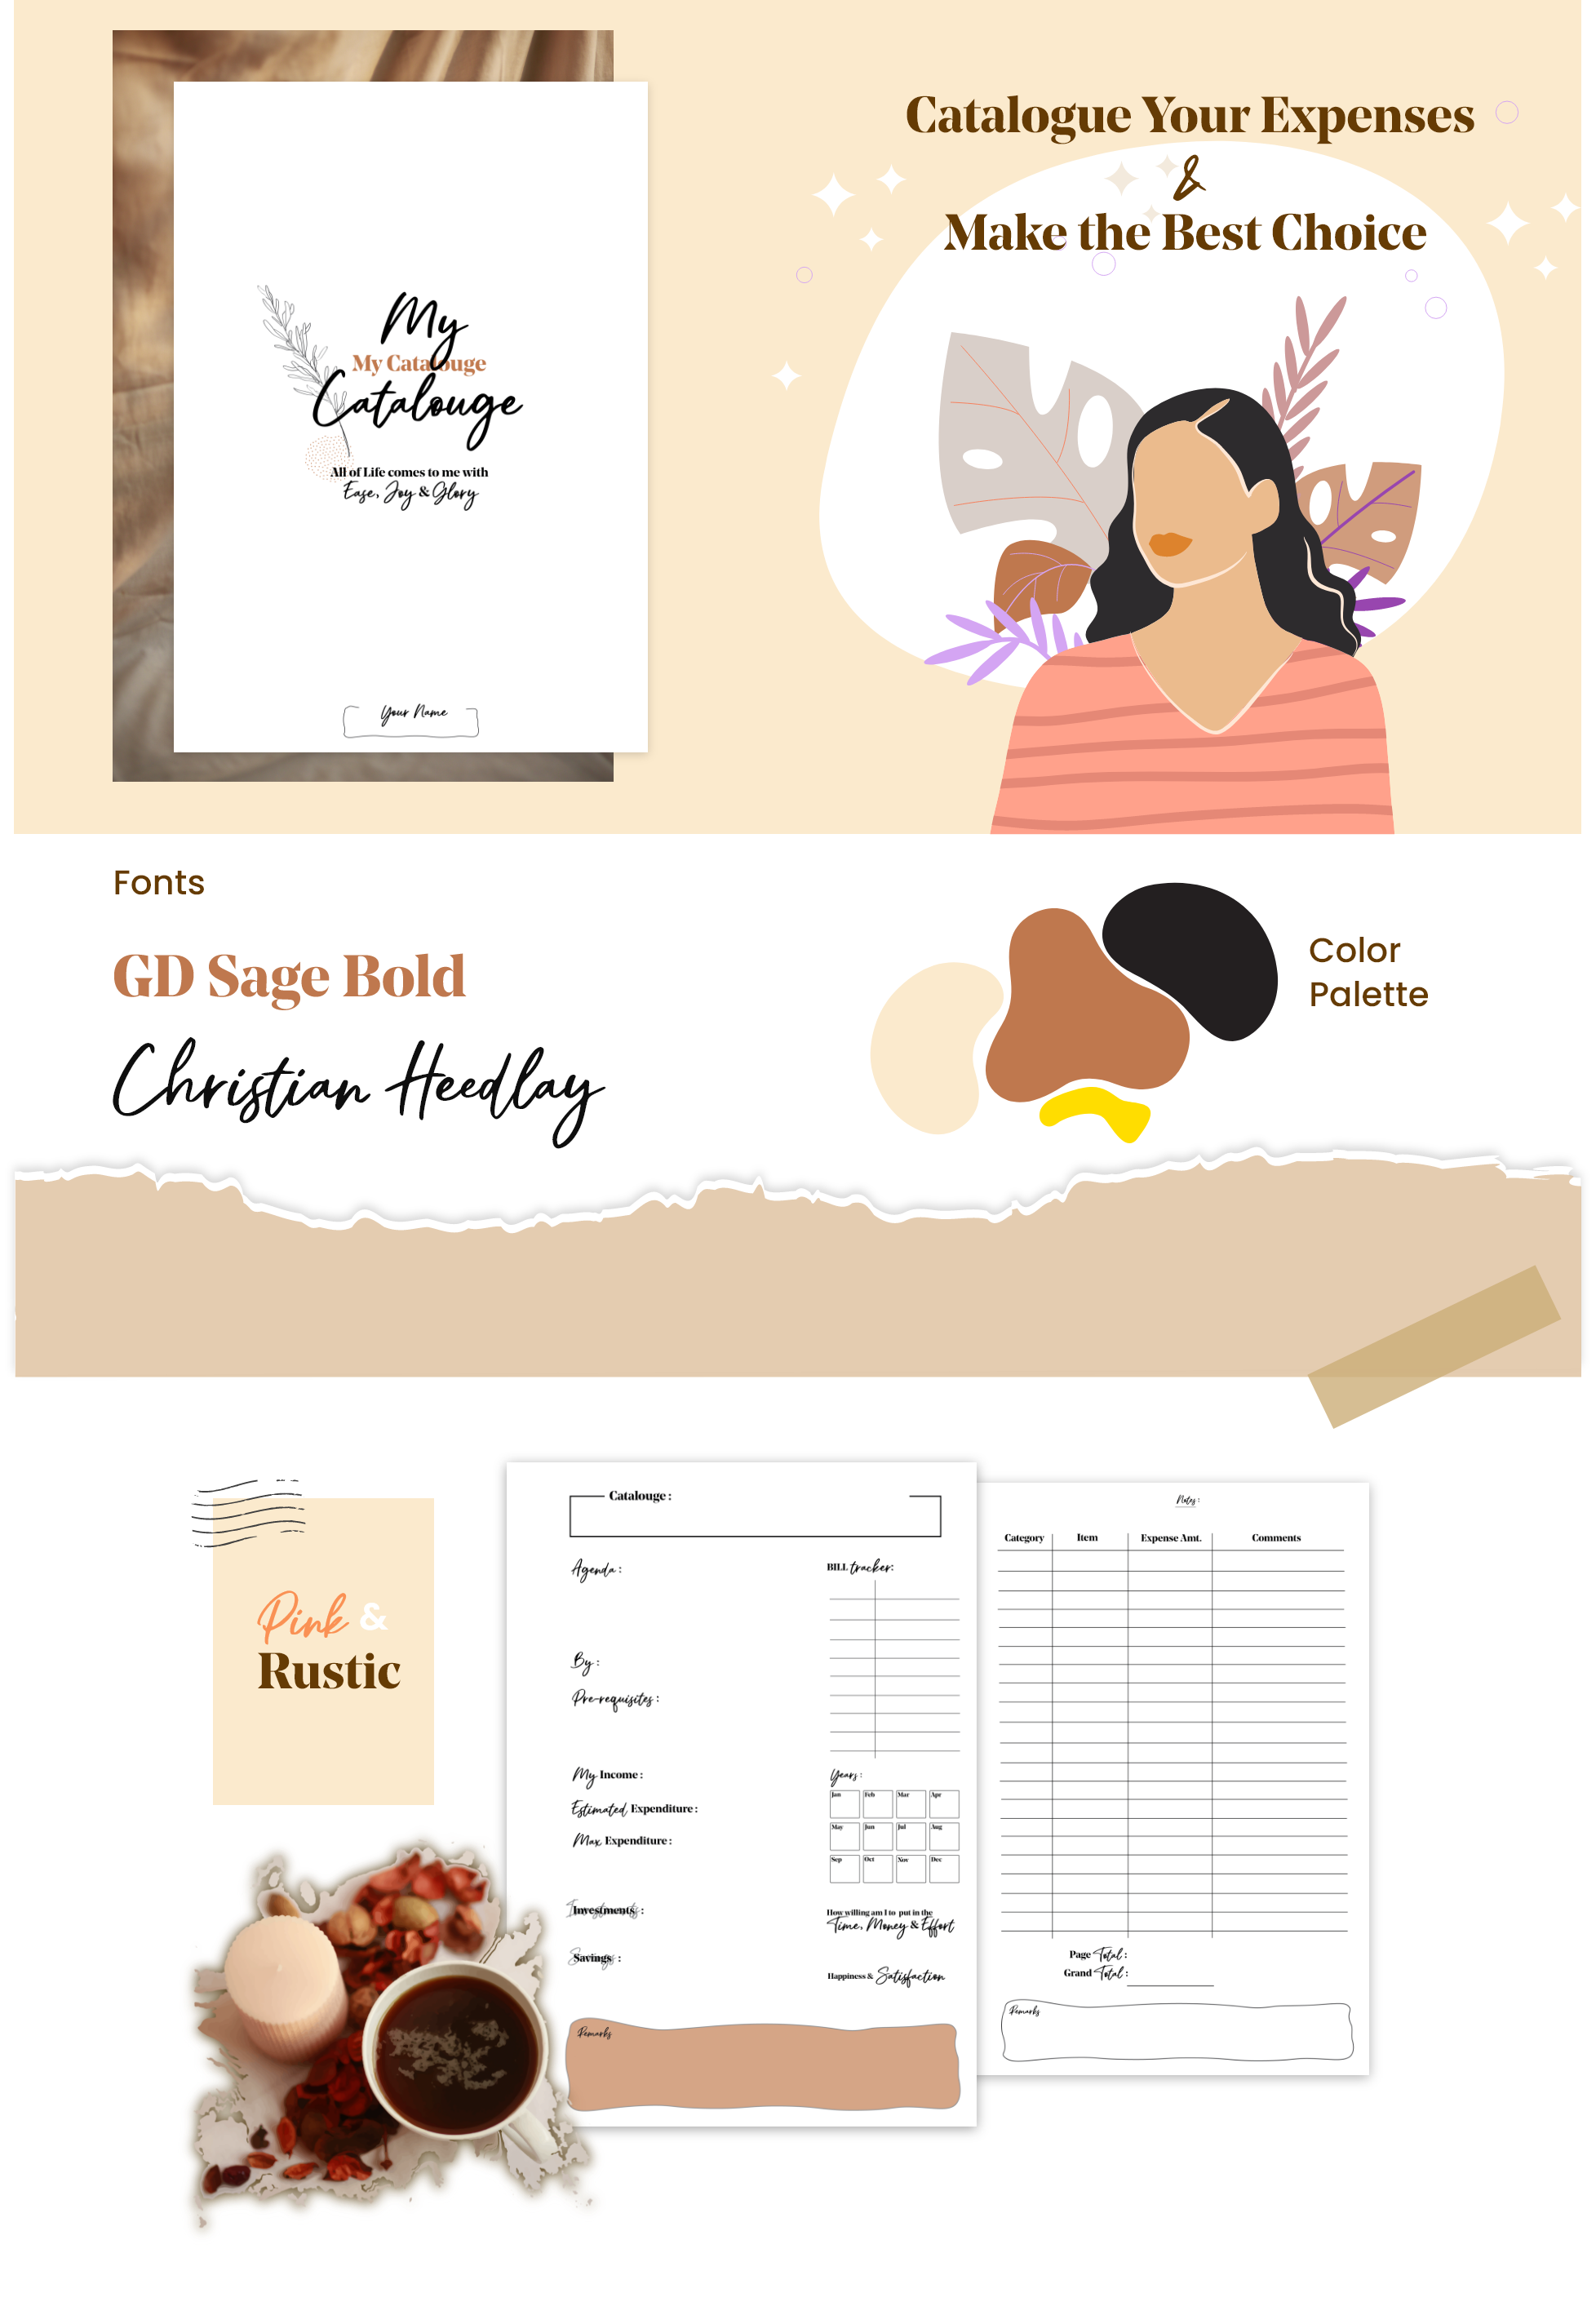 Catalogue Your Expenses
&
Make the Best Choice
My
My Catalouge
Catalouge
All of Life comes to me with
Ease, Joy & Glory
Your Name
Fonts
GD Sage Bold
Christian Heedlay
Color
Palette
Pink &
Rustic
Catalouge :
Agenda :
By :
Pre-requisites :
My Income :
Estimated Expenditure :
Max Expenditure :
Investments :
Savings :
Remarks
BILL tracker:
Years :
Jan Feb Mar Apr
May Jun Jul Aug
Sep Oct Nov Dec
How willing am I to put in the
Time, Money & Effort
Happiness & Satisfaction
Notes :
Category Item Expense Amt. Comments
Page Total :
Grand Total :
Remarks